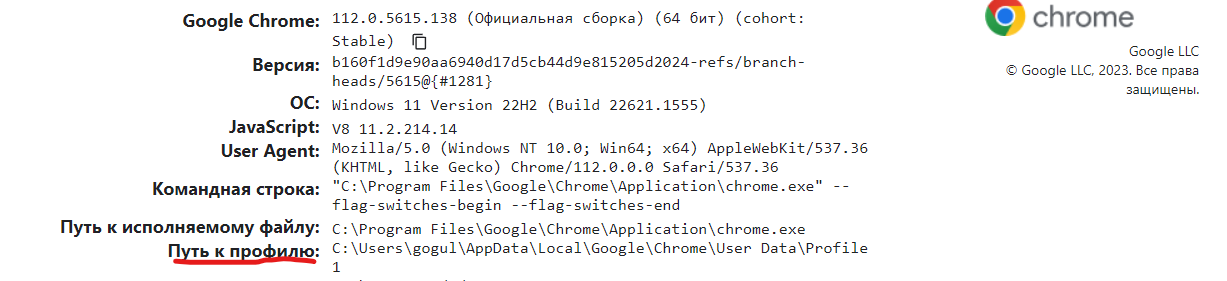 Google Chrome: 112.0.5615.138 (Официальная сборка) (64 бит) (cohort:
Stable)
Версия: b160f1d9e90aa6940d17d5cb44d9e815205d2024-refs/branch-
heads/5615@{#1281}
ОС: Windows 11 Version 22H2 (Build 22621.1555)
JavaScript: V8 11.2.214.14
User Agent: Mozilla/5.0 (Windows NT 10.0; Win64; x64) AppleWebKit/537.36
(KHTML, like Gecko) Chrome/112.0.0.0 Safari/537.36
Командная строка: "C:\Program Files\Google\Chrome\Application\chrome.exe" --
flag-switches-begin --flag-switches-end
Путь к исполняемому файлу: C:\Program Files\Google\Chrome\Application\chrome.exe
Путь к профилю: C:\Users\gogul\AppData\Local\Google\Chrome\User Data\Profile
1
chrome
Google LLC
© Google LLC, 2023. Все права
защищены.